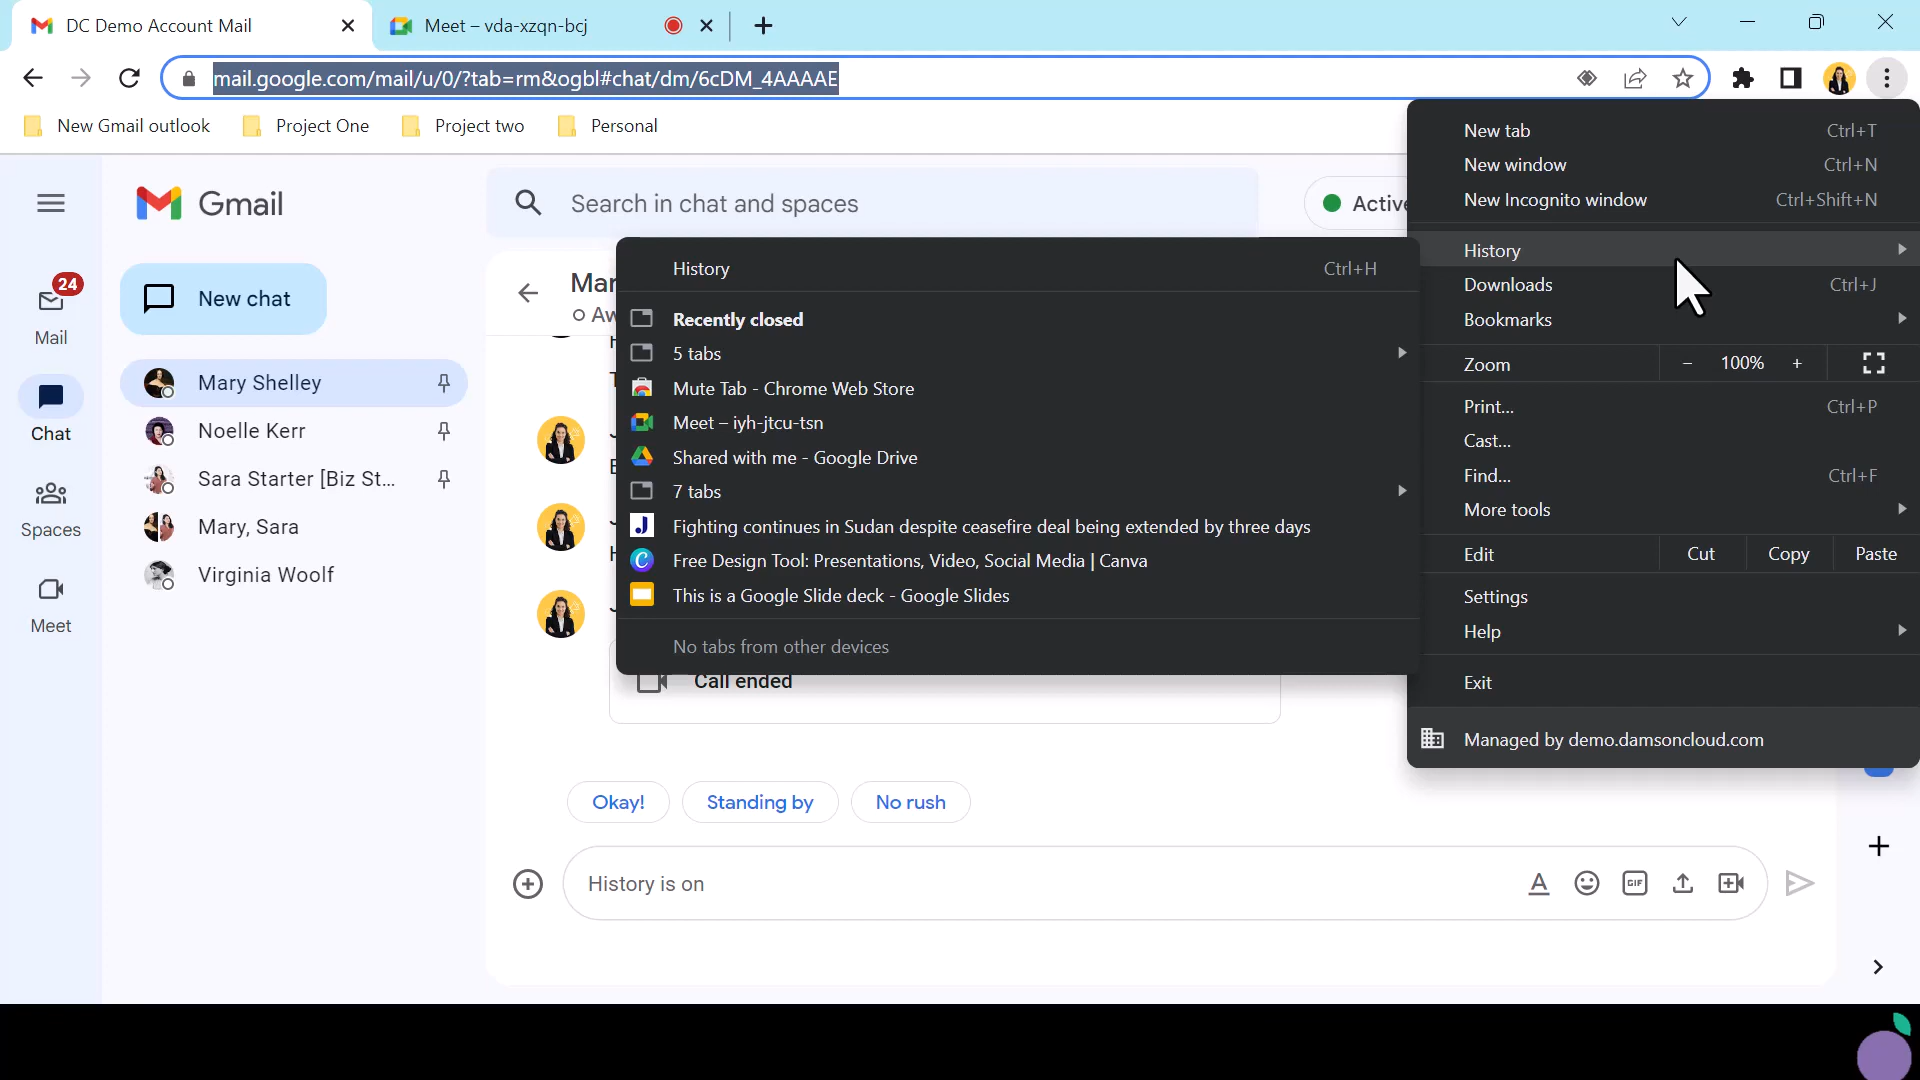 DC Demo Account Mail
Meet – vda-xzqn-bcj
mail.google.com/mail/u/0/?tab=rm&ogbl#chat/dm/6cDM_4AAAAE
New Gmail outlook Project One Project two Personal
Gmail
Search in chat and spaces
Active
24
Mail
Chat
Spaces
Meet
New chat
Mary Shelley
Noelle Kerr
Sara Starter [Biz St...
Mary, Sara
Virginia Woolf
History Ctrl+H
Recently closed
5 tabs
Mute Tab - Chrome Web Store
Meet – iyh-jtcu-tsn
Shared with me - Google Drive
7 tabs
Fighting continues in Sudan despite ceasefire deal being extended by three days
Free Design Tool: Presentations, Video, Social Media | Canva
This is a Google Slide deck - Google Slides
No tabs from other devices
Call ended
New tab Ctrl+T
New window Ctrl+N
New Incognito window Ctrl+Shift+N
History
Downloads Ctrl+J
Bookmarks
Zoom − 100% +
Print... Ctrl+P
Cast...
Find... Ctrl+F
More tools
Edit Cut Copy Paste
Settings
Help
Exit
Managed by demo.damsoncloud.com
Okay! Standing by No rush
History is on
GIF